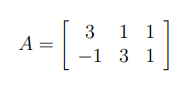 A = [ 3 1 1
-1 3 1 ]